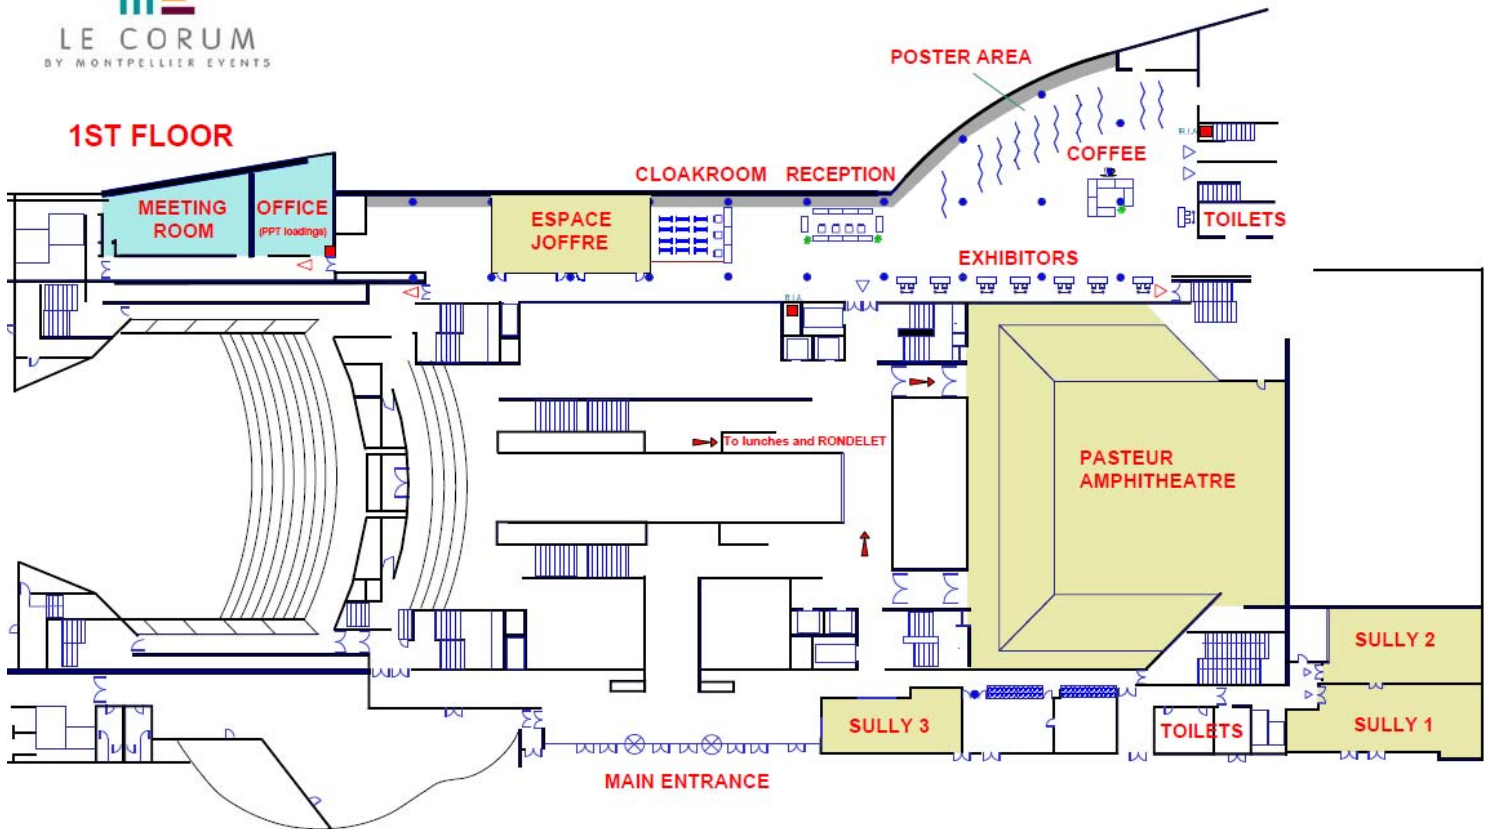 LE CORUM
BY MONTPELLIER EVENTS
POSTER AREA
1ST FLOOR
R.I.A
COFFEE
CLOAKROOM RECEPTION
MEETING
ROOM
OFFICE
(PPT loadings)
ESPACE
JOFFRE
TOILETS
EXHIBITORS
R.I.A
To lunches and RONDELET
PASTEUR
AMPHITHEATRE
SULLY 2
SULLY 3
TOILETS
SULLY 1
MAIN ENTRANCE